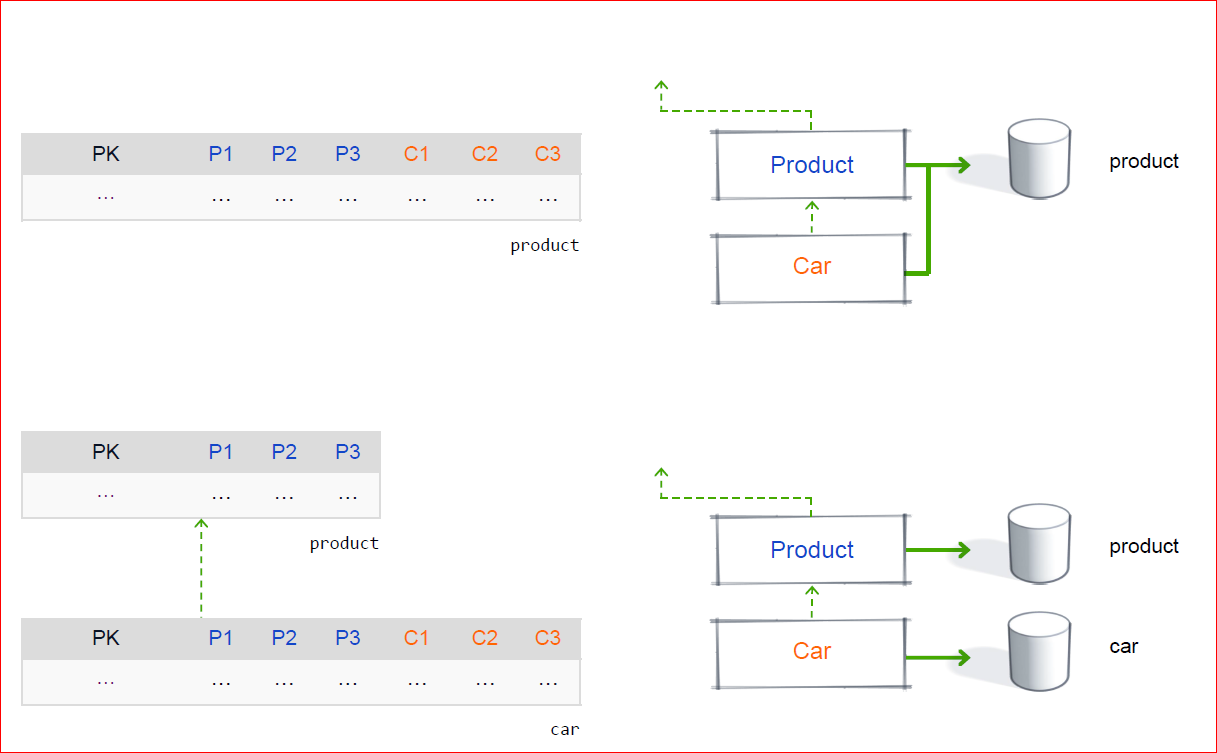 PK P1 P2 P3 C1 C2 C3
... ... ... ... ... ... ...
product
Product
Car
product
PK P1 P2 P3
... ... ... ...
product
PK P1 P2 P3 C1 C2 C3
... ... ... ... ... ... ...
car
Product
Car
product
car